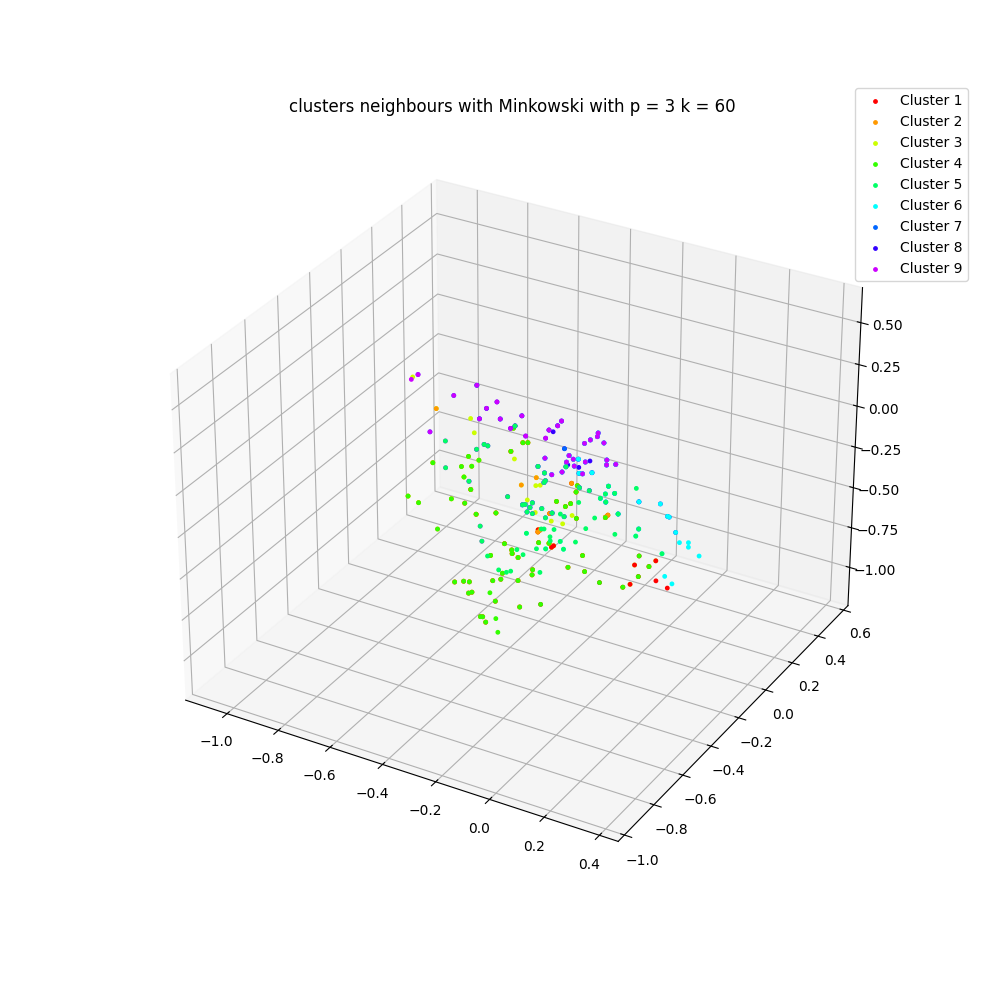 clusters neighbours with Minkowski with p = 3 k = 60
Cluster 1
Cluster 2
Cluster 3
Cluster 4
Cluster 5
Cluster 6
Cluster 7
Cluster 8
Cluster 9
0.50
0.25
0.00
−0.25
−0.50
−0.75
−1.00
0.6
0.4
0.2
0.0
−0.2
−0.4
−0.6
−0.8
−1.0
−1.0
−0.8
−0.6
−0.4
−0.2
0.0
0.2
0.4